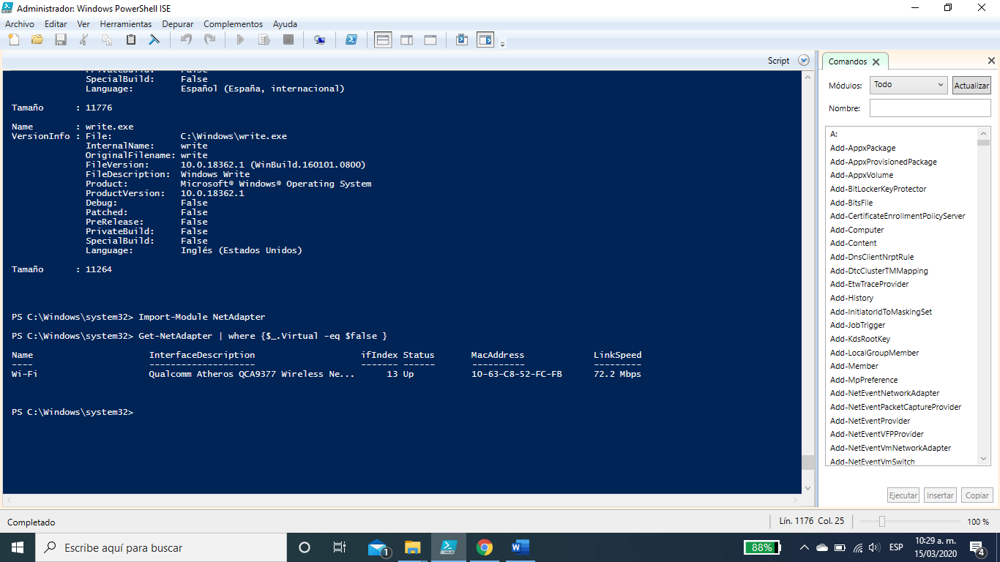 Administrador: Windows PowerShell ISE
Archivo Editar Ver Herramientas Depurar Complementos Ayuda
Script
PrivateBuild: False
SpecialBuild: False
Language: Español (España, internacional)
Tamaño : 11776
Name : write.exe
VersionInfo : File: C:\Windows\write.exe
InternalName: write
OriginalFilename: write
FileVersion: 10.0.18362.1 (WinBuild.160101.0800)
FileDescription: Windows Write
Product: Microsoft® Windows® Operating System
ProductVersion: 10.0.18362.1
Debug: False
Patched: False
PreRelease: False
PrivateBuild: False
SpecialBuild: False
Language: Inglés (Estados Unidos)
Tamaño : 11264
PS C:\Windows\system32> Import-Module NetAdapter
PS C:\Windows\system32> Get-NetAdapter | where {$_.Virtual -eq $false }
Name InterfaceDescription ifIndex Status MacAddress LinkSpeed
---- -------------------- ------- ------ ---------- ---------
Wi-Fi Qualcomm Atheros QCA9377 Wireless Ne... 13 Up 10-63-C8-52-FC-FB 72.2 Mbps
PS C:\Windows\system32>
Comandos
Módulos: Todo Actualizar
Nombre:
A:
Add-AppxPackage
Add-AppxProvisionedPackage
Add-AppxVolume
Add-BitLockerKeyProtector
Add-BitsFile
Add-CertificateEnrollmentPolicyServer
Add-Computer
Add-Content
Add-DnsClientNrptRule
Add-DtcClusterTMMapping
Add-EtwTraceProvider
Add-History
Add-InitiatorIdToMaskingSet
Add-JobTrigger
Add-KdsRootKey
Add-LocalGroupMember
Add-Member
Add-MpPreference
Add-NetEventNetworkAdapter
Add-NetEventPacketCaptureProvider
Add-NetEventProvider
Add-NetEventVFPProvider
Add-NetEventVmNetworkAdapter
Add-NetEventVmSwitch
Ejecutar Insertar Copiar
Completado
Lín. 1176 Col. 25
100 %
Escribe aquí para buscar
1
88%
ESP
10:29 a. m.
15/03/2020
4